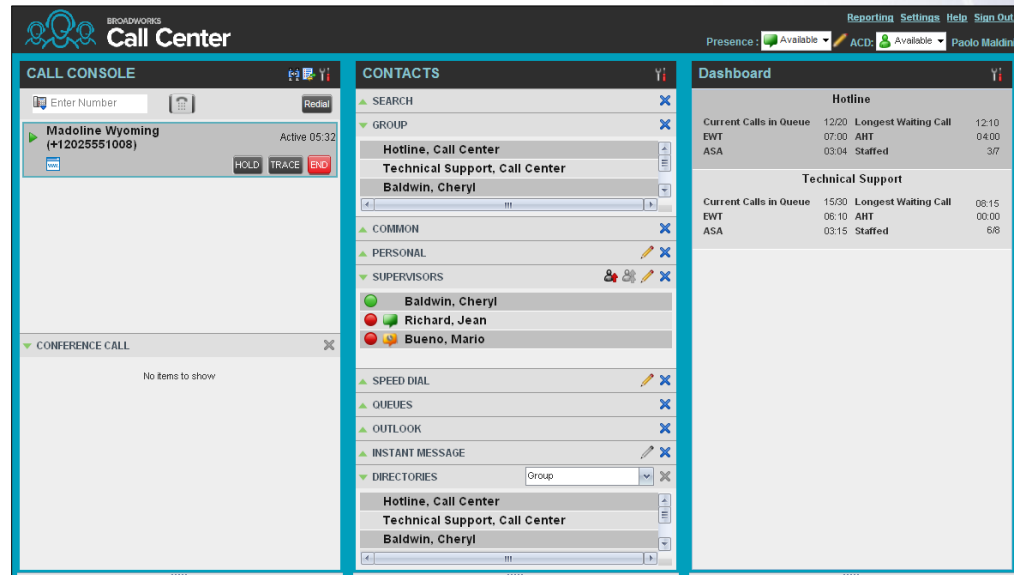 BROADWORKS
Call Center
Reporting Settings Help Sign Out
Presence : Available ACD: Available Paolo Maldini
CALL CONSOLE
Enter Number Redial
Madoline Wyoming
(+12025551008)
Active 05:32
HOLD TRACE END
CONFERENCE CALL
No items to show
CONTACTS
SEARCH
GROUP
Hotline, Call Center
Technical Support, Call Center
Baldwin, Cheryl
COMMON
PERSONAL
SUPERVISORS
Baldwin, Cheryl
Richard, Jean
Bueno, Mario
SPEED DIAL
QUEUES
OUTLOOK
INSTANT MESSAGE
DIRECTORIES Group
Hotline, Call Center
Technical Support, Call Center
Baldwin, Cheryl
Dashboard
Hotline
Current Calls in Queue 12/20 Longest Waiting Call 12:10
EWT 07:00 AHT 04:00
ASA 03:04 Staffed 3/7
Technical Support
Current Calls in Queue 15/30 Longest Waiting Call 08:15
EWT 06:10 AHT 00:00
ASA 03:15 Staffed 6/8